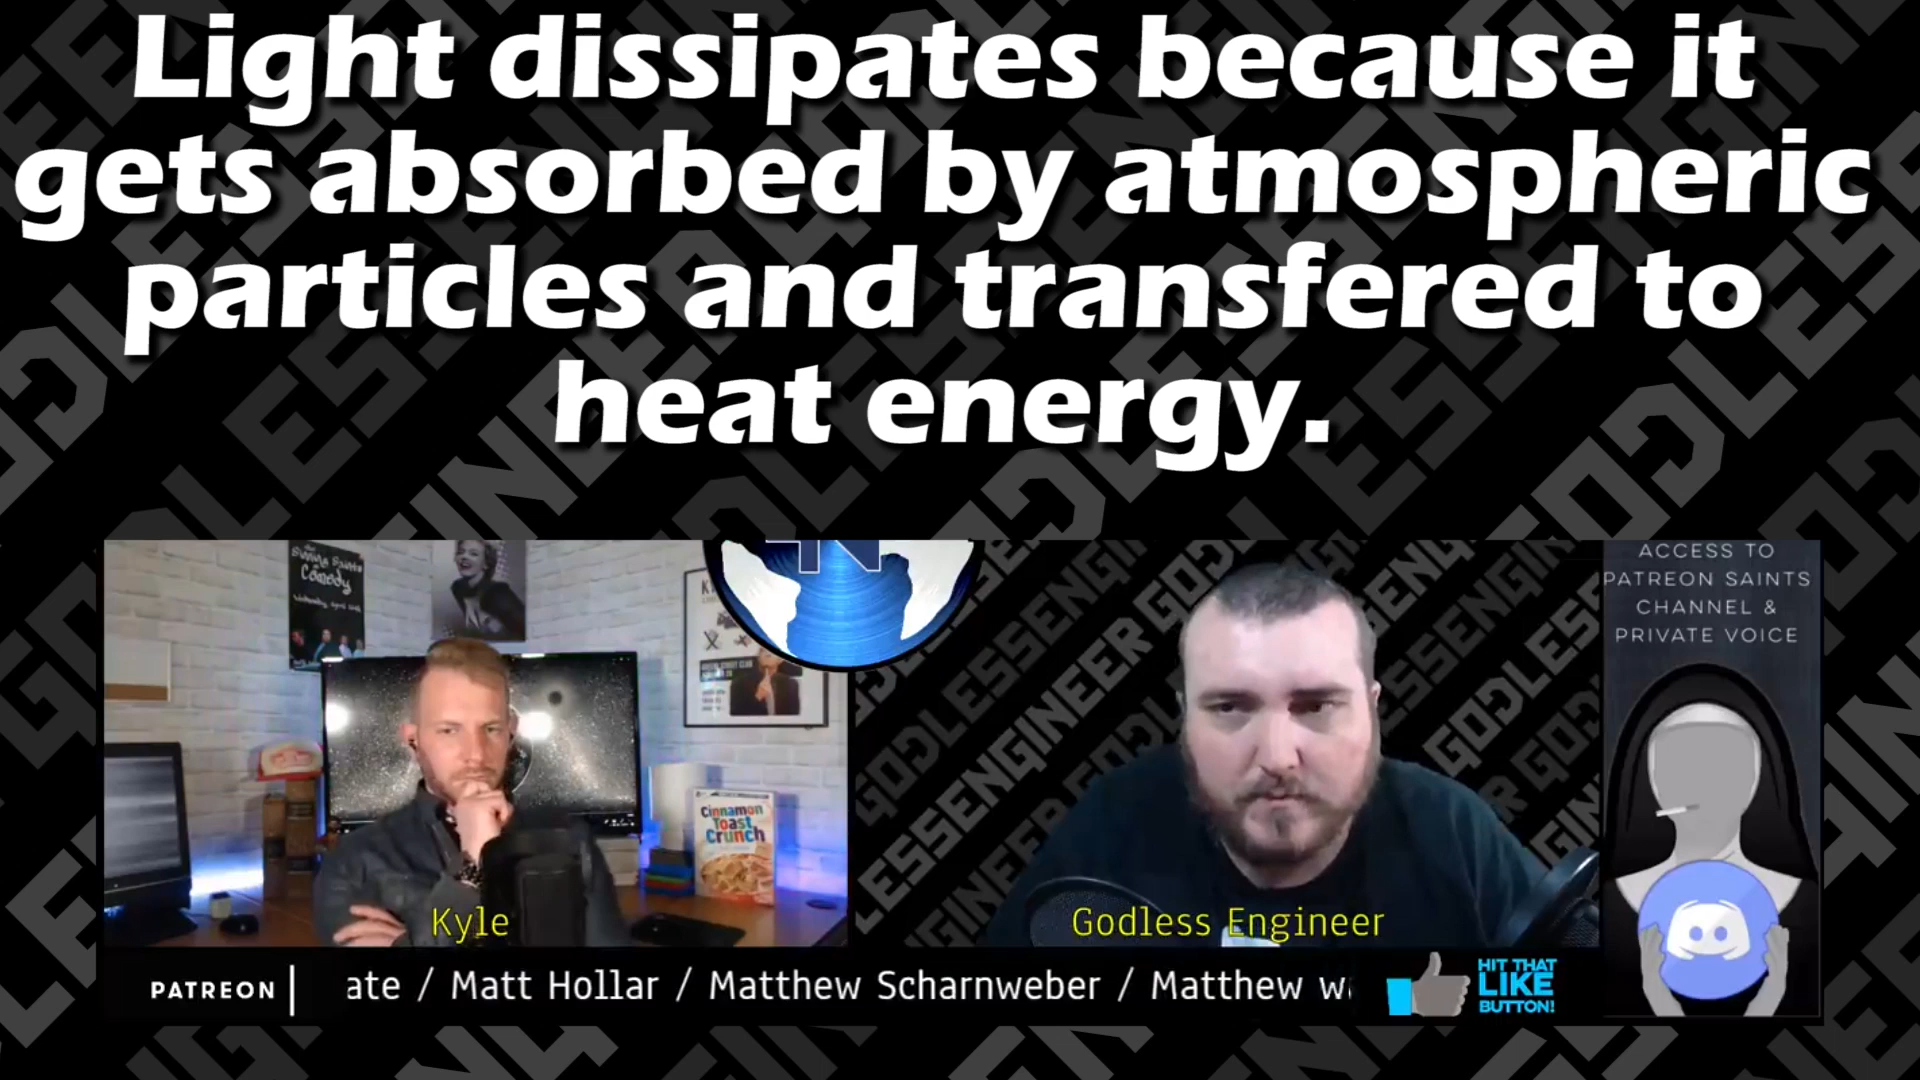 Light dissipates because it
gets absorbed by atmospheric
particles and transfered to
heat energy.
Comedy
Cinnamon
Toast
Crunch
Kyle
Godless Engineer
ACCESS TO
PATREON SAINTS
CHANNEL &
PRIVATE VOICE
PATREON
ate / Matt Hollar / Matthew Scharnweber / Matthew
HIT THAT
LIKE
BUTTON!
GODLESSENGINEER